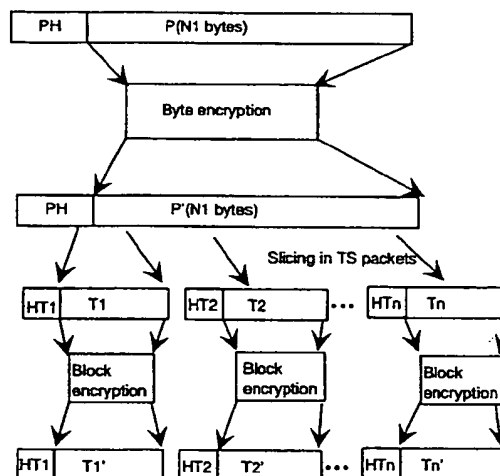 PH P(N1 bytes)
Byte encryption
PH P'(N1 bytes)
Slicing in TS packets
HT1 T1 HT2 T2 ••• HTn Tn
Block encryption Block encryption Block encryption
HT1 T1' HT2 T2' ••• HTn Tn'